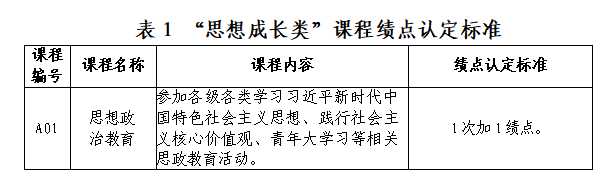 表 1 “思想成长类”课程绩点认定标准
课程编号 课程名称 课程内容 绩点认定标准
A01
思想政
治教育
参加各级各类学习习近平新时代中
国特色社会主义思想、践行社会主
义核心价值观、青年大学习等相关
思政教育活动。
1 次加 1 绩点。